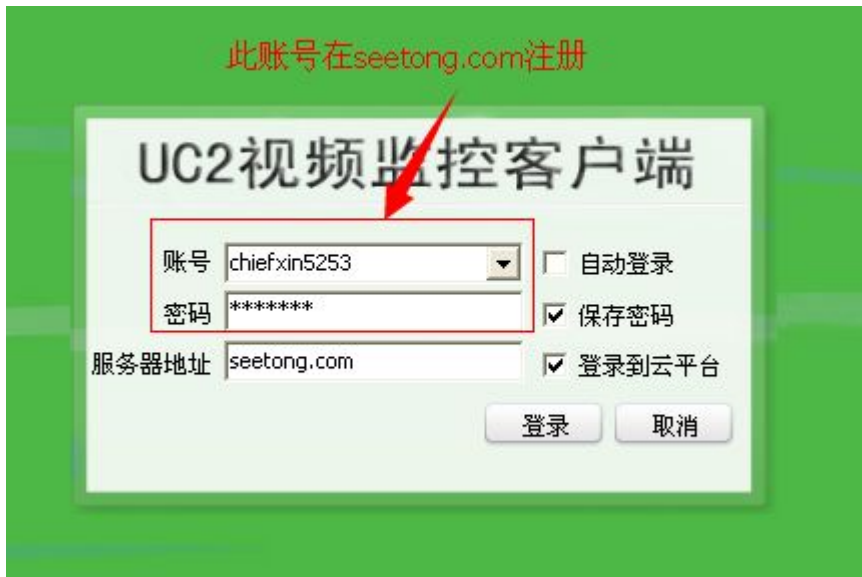 此账号在seetong.com注册
UC2视频监控客户端
账号 chiefxin5253 自动登录
密码 ******* 保存密码
服务器地址 seetong.com 登录到云平台
登录 取消